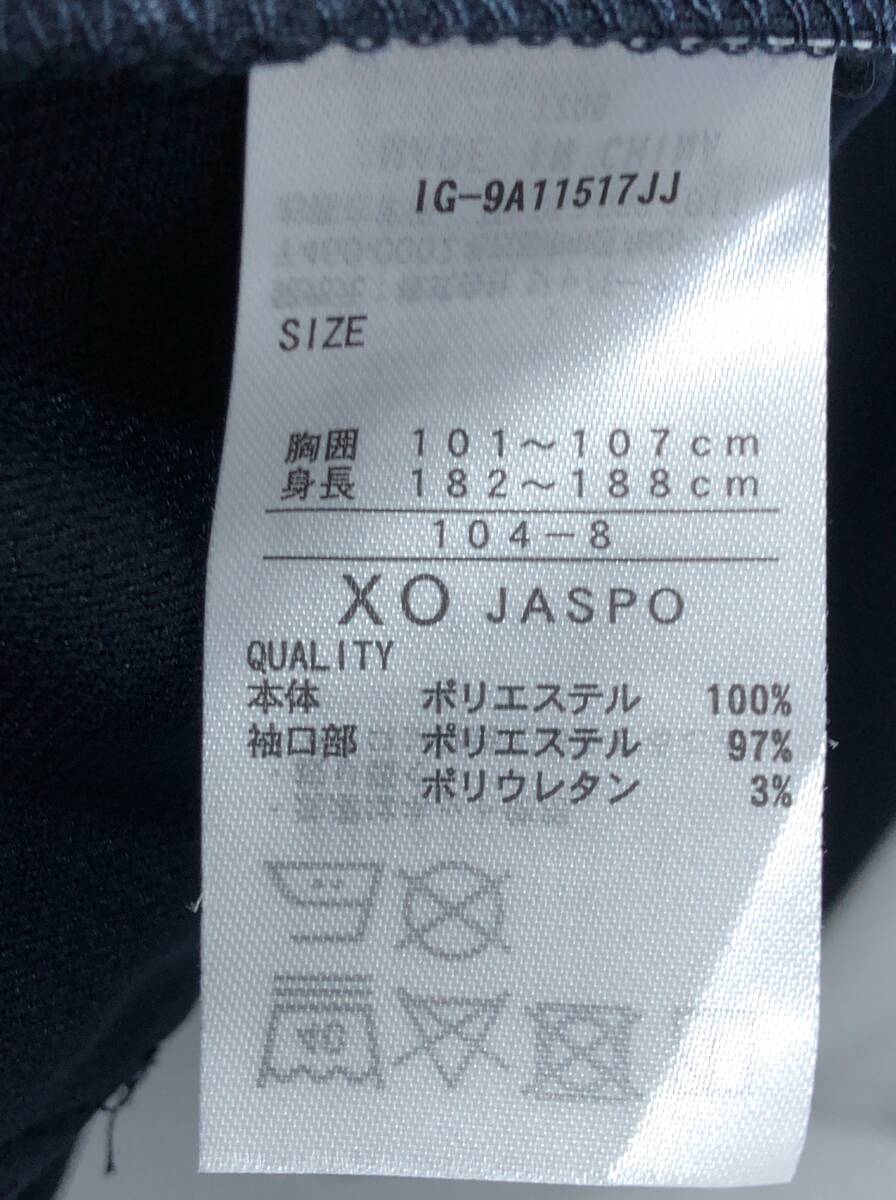 IG-9A11517JJ
SIZE
胸囲 101～107cm
身長 182～188cm
104－8
XO JASPO
QUALITY
本体 ポリエステル 100%
袖口部 ポリエステル 97%
ポリウレタン 3%
40